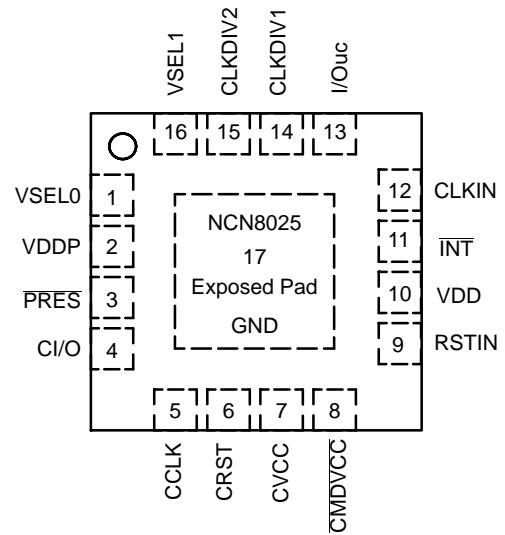 VSEL1
CLKDIV2
CLKDIV1
I/Ouc
16
15
14
13
VSEL0
1
VDDP
2
PRES
3
CI/O
4
NCN8025
17
Exposed Pad
GND
12
CLKIN
11
INT
10
VDD
9
RSTIN
5
6
7
8
CCLK
CRST
CVCC
CMDVCC